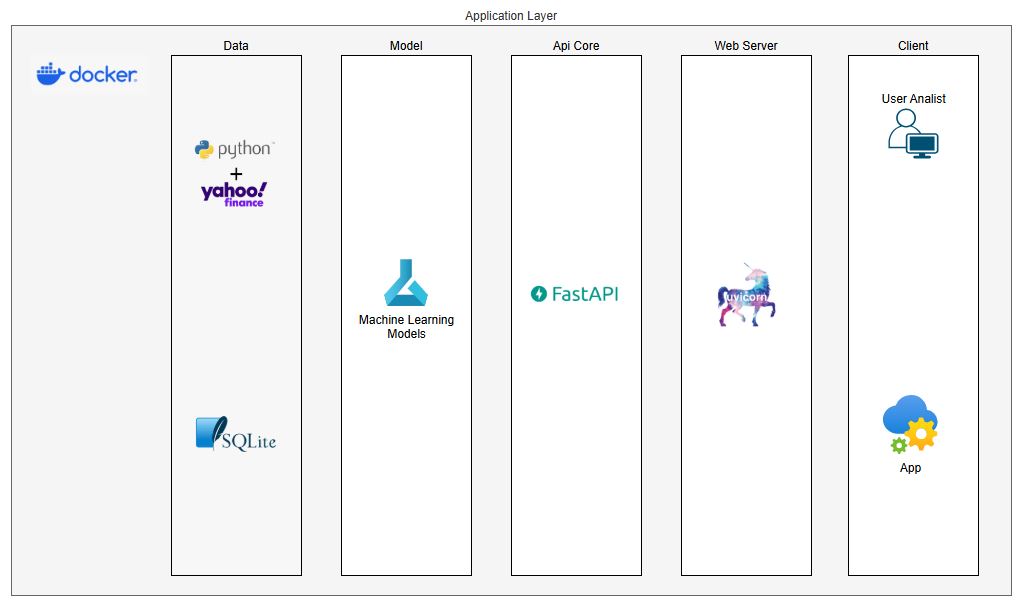 Application Layer
Data
Model
Api Core
Web Server
Client
docker
python
+
yahoo!
finance
SQLite
Machine Learning
Models
FastAPI
uvicorn
User Analist
App